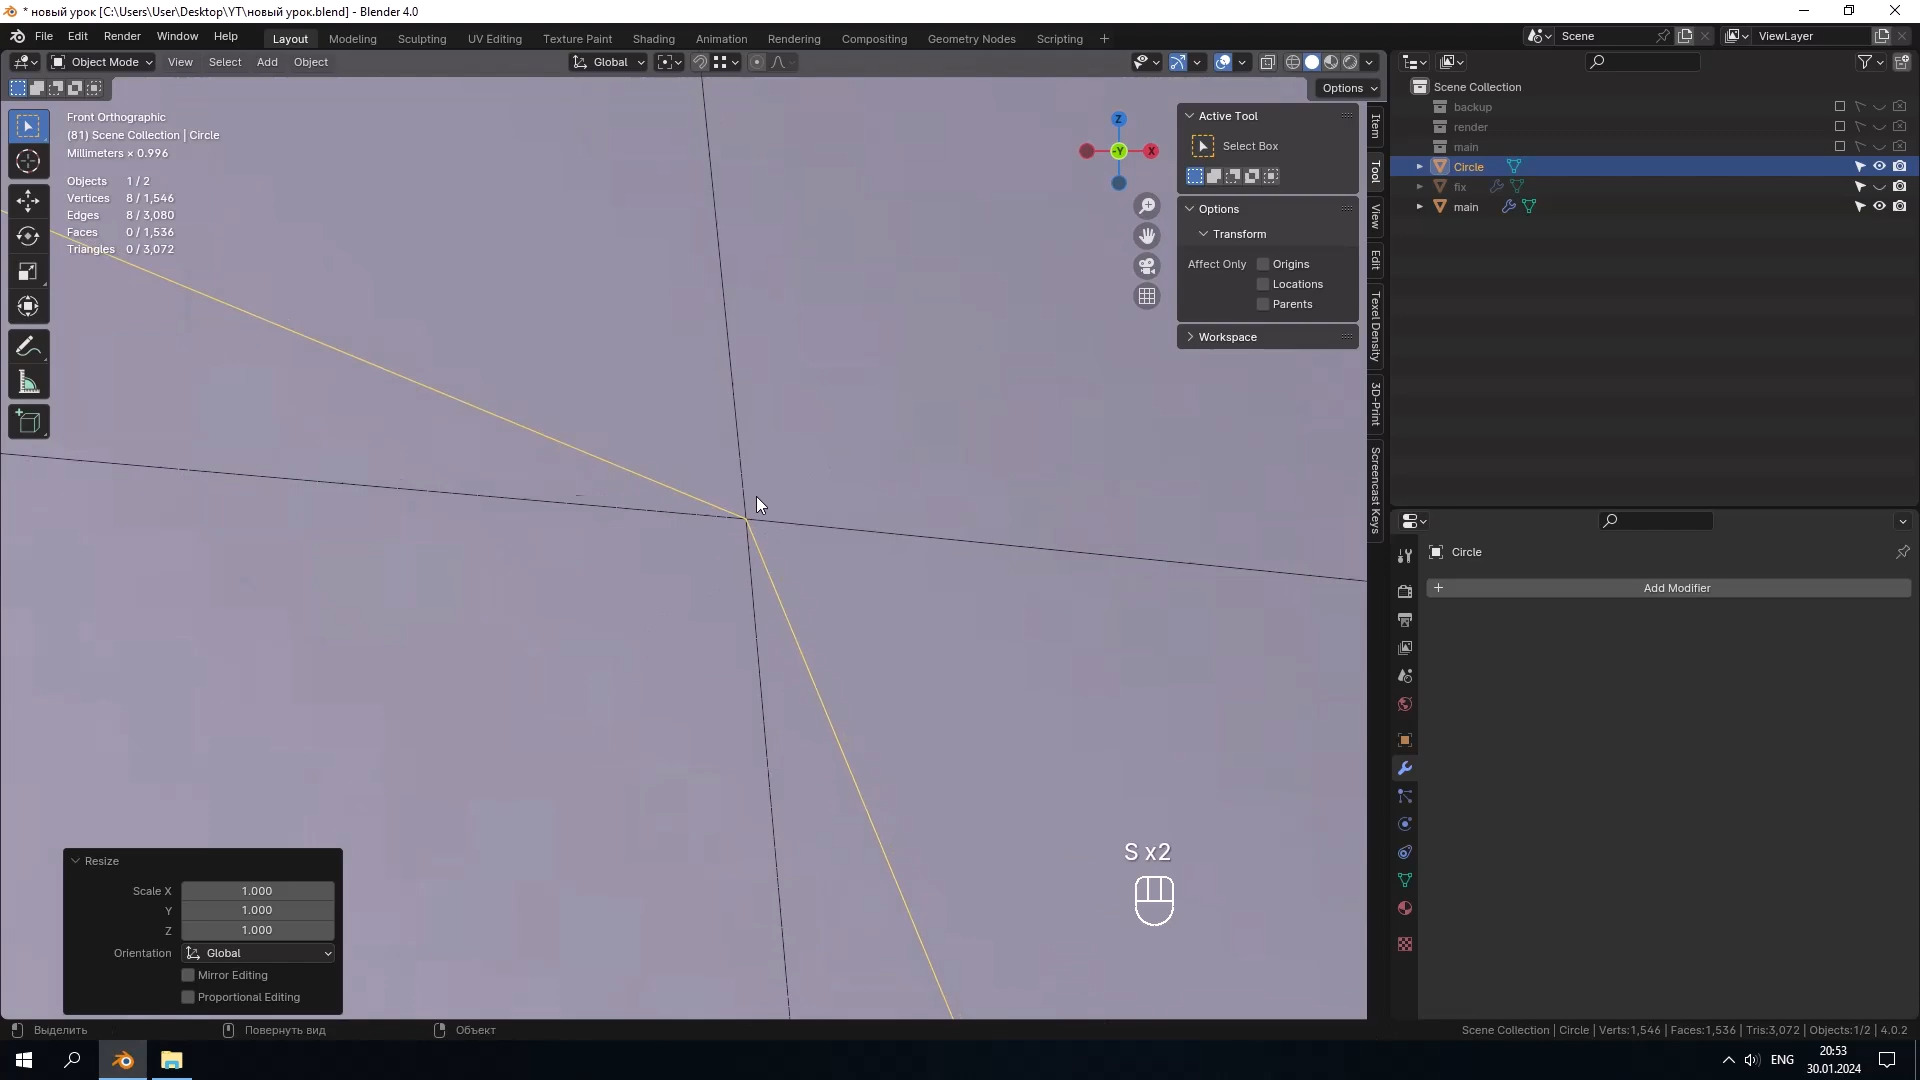 * новый урок [C:\Users\User\Desktop\YT\новый урок.blend] - Blender 4.0
File Edit Render Window Help Layout Modeling Sculpting UV Editing Texture Paint Shading Animation Rendering Compositing Geometry Nodes Scripting + Scene ViewLayer
Object Mode View Select Add Object Global
Options
Front Orthographic
(81) Scene Collection | Circle
Millimeters × 0.996
Objects 1 / 2
Vertices 8 / 1,546
Edges 8 / 3,080
Faces 0 / 1,536
Triangles 0 / 3,072
Z
-Y
X
Active Tool
Select Box
Options
Transform
Affect Only Origins
Locations
Parents
Workspace
Item
Tool
View
Edit
Texel Density
3D-Print
Screencast Keys
Scene Collection
backup
render
main
Circle
fix
main
Circle
+ Add Modifier
S x2
Resize
Scale X 1.000
Y 1.000
Z 1.000
Orientation Global
Mirror Editing
Proportional Editing
Выделить Повернуть вид Объект Scene Collection | Circle | Verts:1,546 | Faces:1,536 | Tris:3,072 | Objects:1/2 | 4.0.2
ENG
20:53
30.01.2024